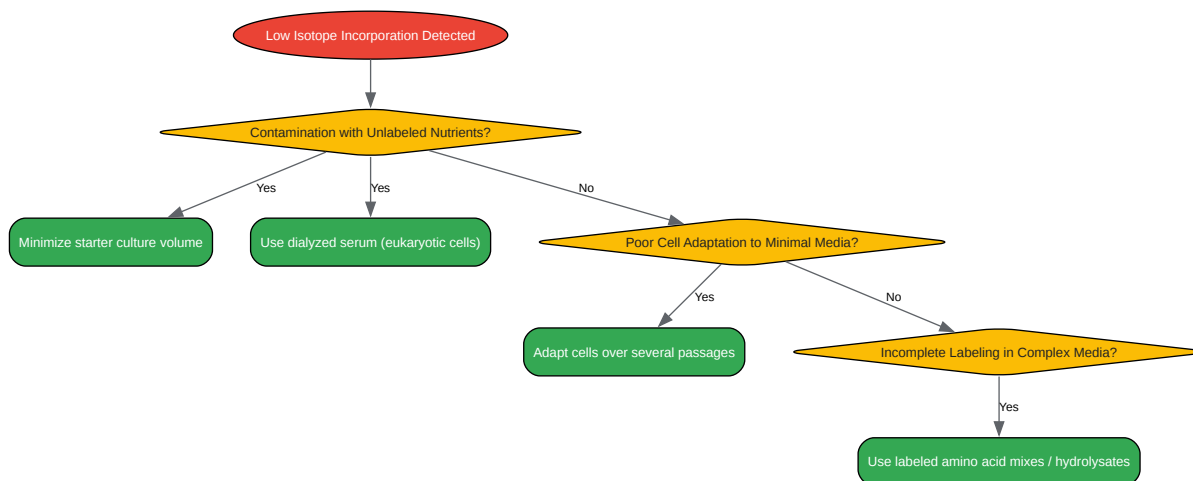 Low Isotope Incorporation Detected
Contamination with Unlabeled Nutrients?
Yes
Yes
No
Minimize starter culture volume
Use dialyzed serum (eukaryotic cells)
Poor Cell Adaptation to Minimal Media?
Yes
No
Adapt cells over several passages
Incomplete Labeling in Complex Media?
Yes
Use labeled amino acid mixes / hydrolysates